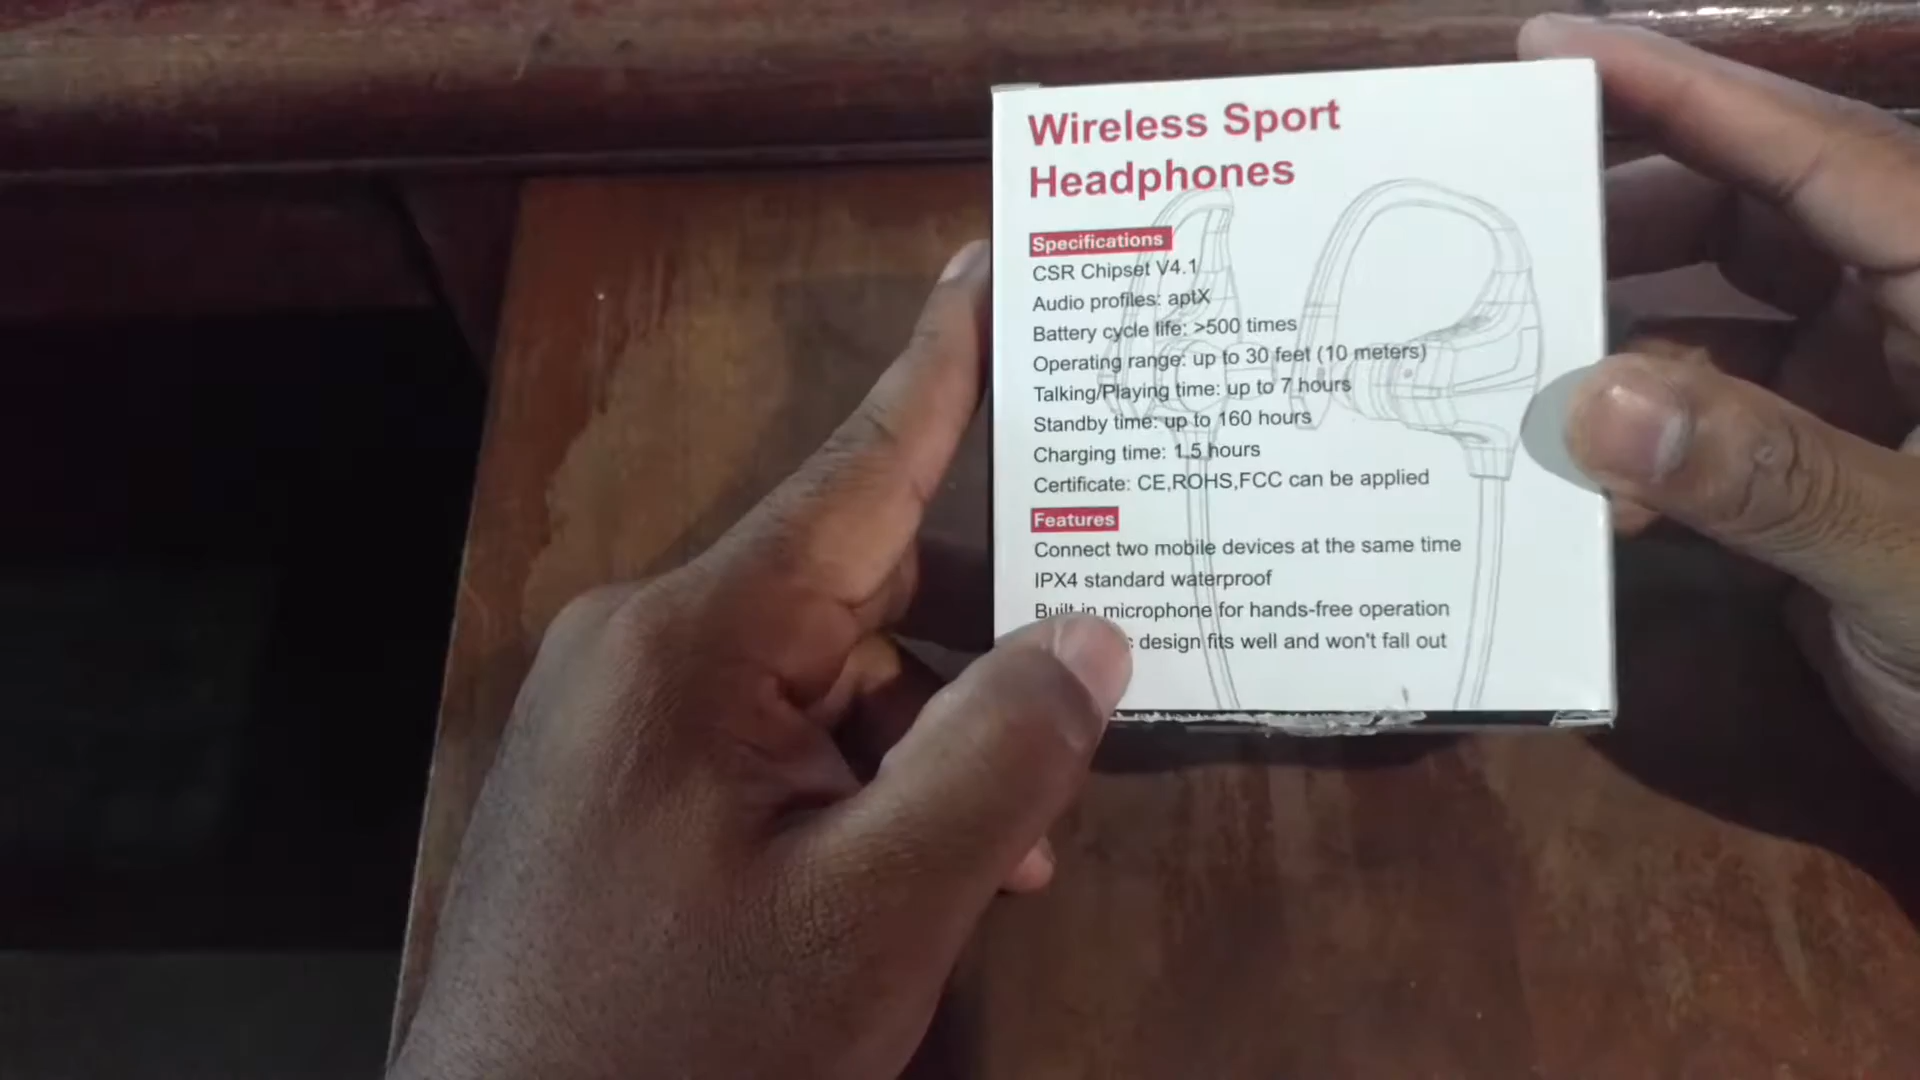 Wireless Sport
Headphones
Specifications
CSR Chipset V4.1
Audio profiles: aptX
Battery cycle life: >500 times
Operating range: up to 30 feet (10 meters)
Talking/Playing time: up to 7 hours
Standby time: up to 160 hours
Charging time: 1.5 hours
Certificate: CE,ROHS,FCC can be applied
Features
Connect two mobile devices at the same time
IPX4 standard waterproof
Built in microphone for hands-free operation
design fits well and won't fall out